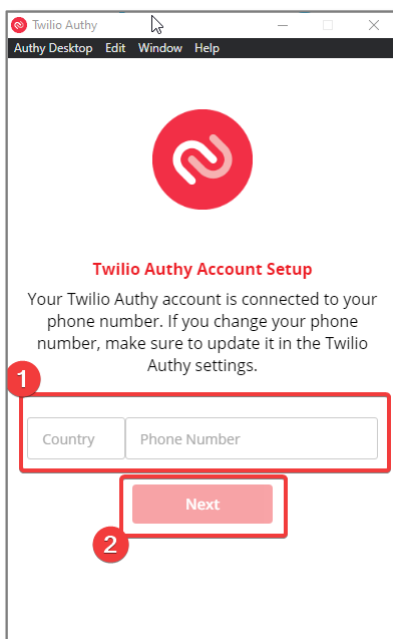 Twilio Authy
Authy Desktop Edit Window Help
Twilio Authy Account Setup
Your Twilio Authy account is connected to your
phone number. If you change your phone
number, make sure to update it in the Twilio
Authy settings.
1
Country Phone Number
Next
2